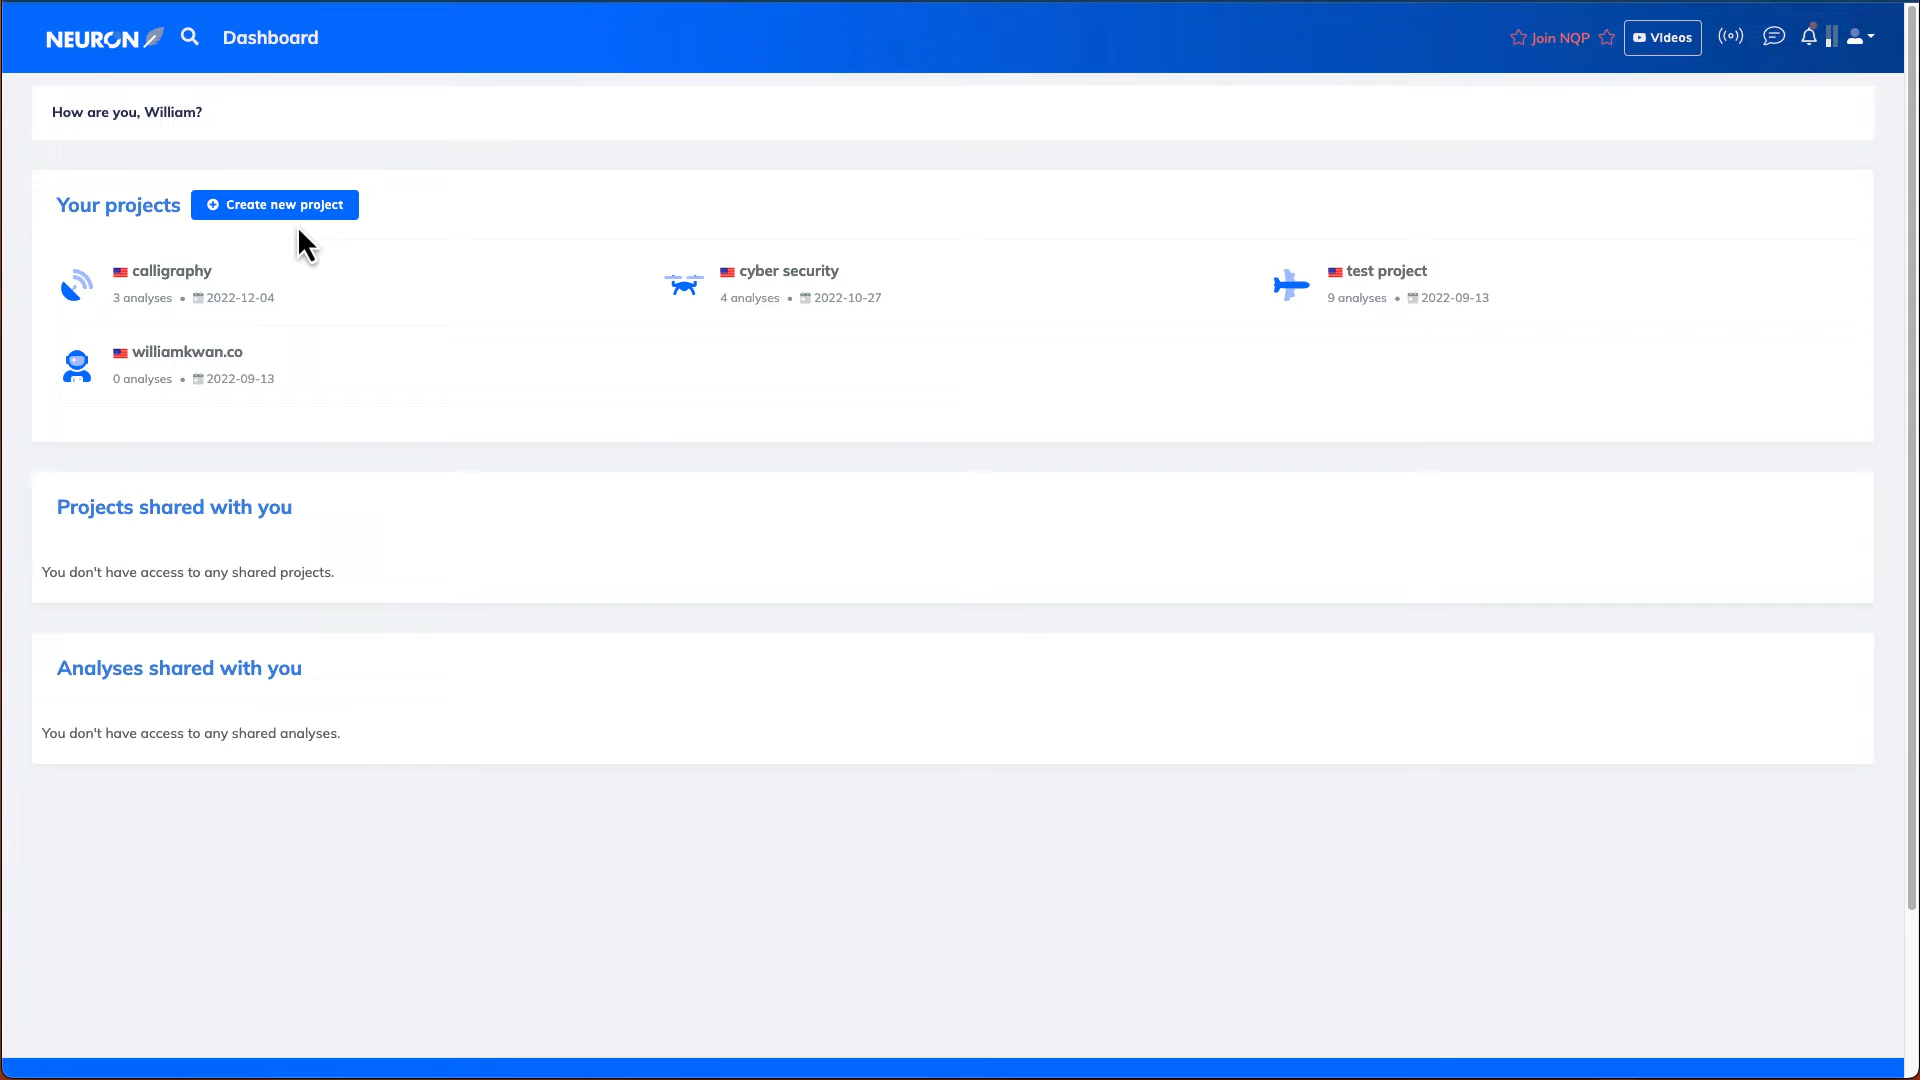 NEURON Dashboard Join NQP Videos
How are you, William?
Your projects Create new project
calligraphy cyber security test project
3 analyses • 2022-12-04 4 analyses • 2022-10-27 9 analyses • 2022-09-13
williamkwan.co
0 analyses • 2022-09-13
Projects shared with you
You don't have access to any shared projects.
Analyses shared with you
You don't have access to any shared analyses.